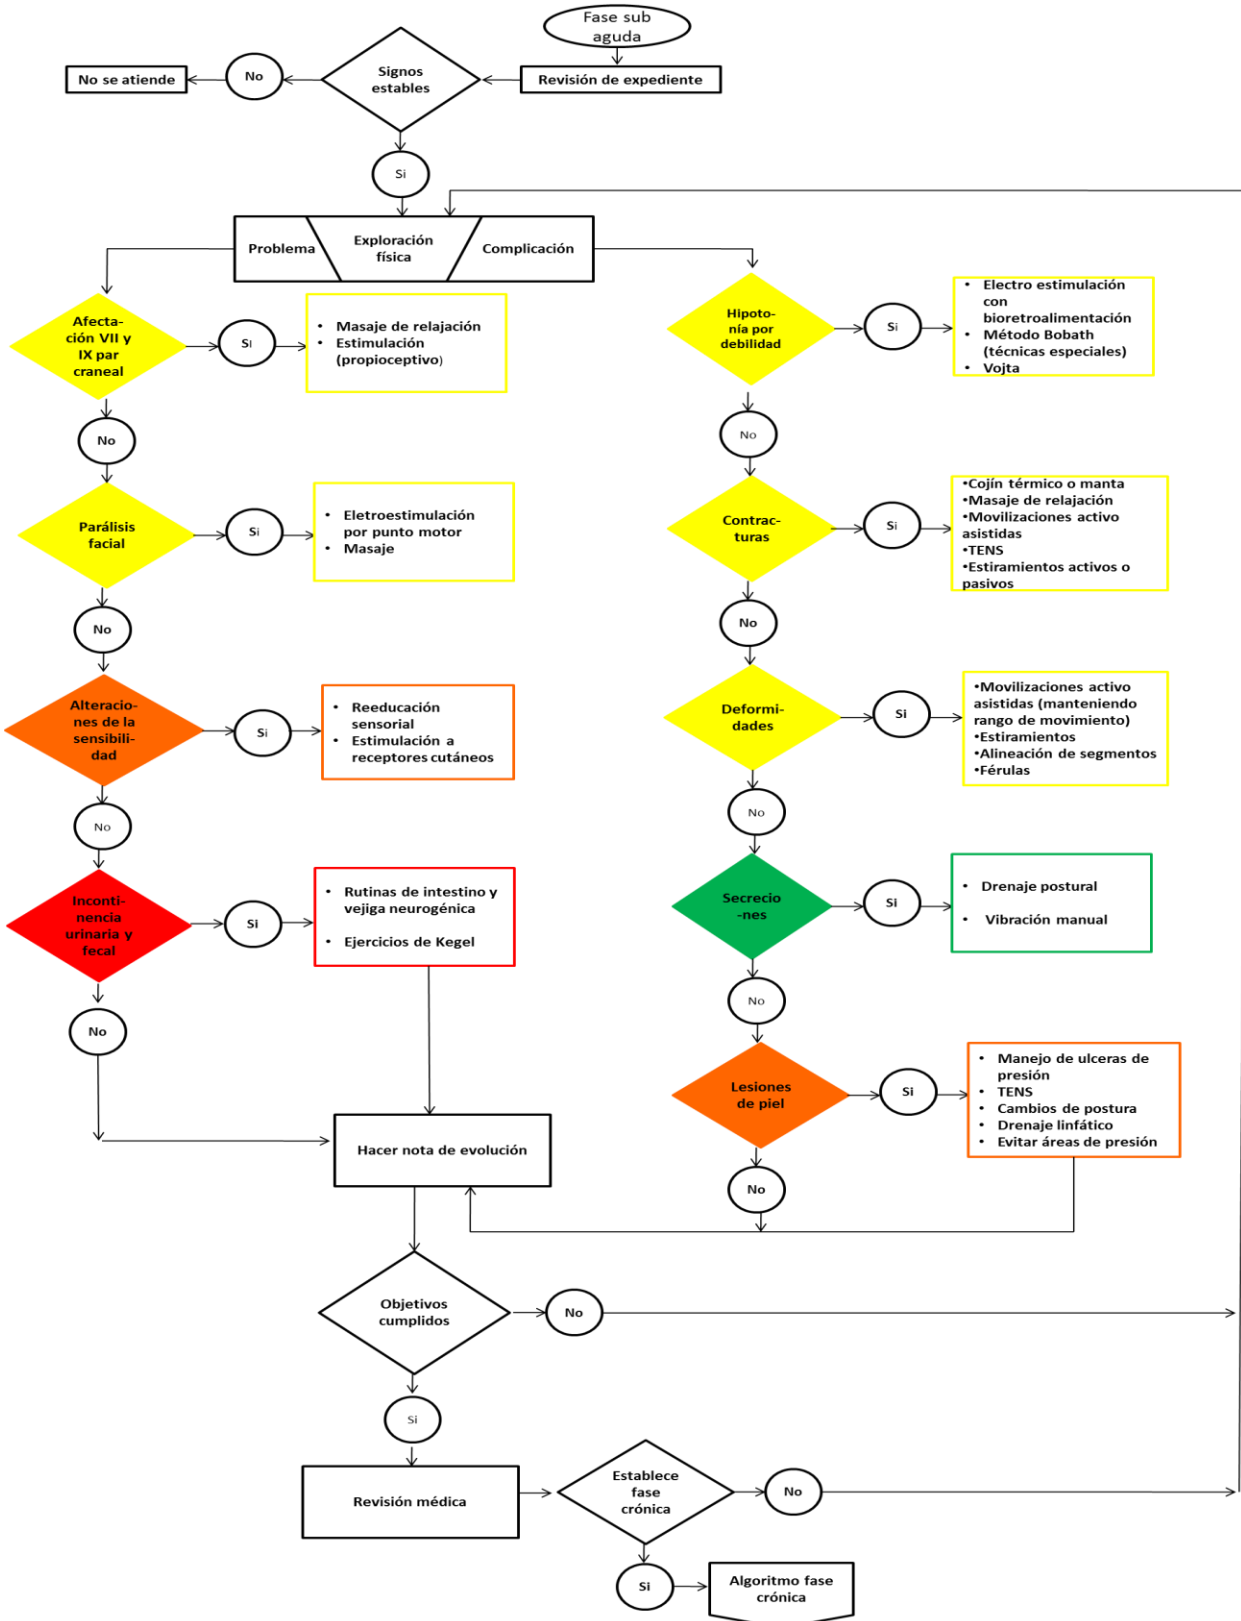 Fase sub
aguda
No se atiende
No
Signos
estables
Revisión de expediente
Si
Problema
Exploración
física
Complicación
Afecta-
ción VII y
IX par
craneal
Si
• Masaje de relajación
• Estimulación
(propioceptivo)
Hipoto-
nía por
debilidad
Si
• Electro estimulación
con
bioretroalimentación
• Método Bobath
(técnicas especiales)
• Vojta
No
No
Parálisis
facial
Si
• Eletroestimulación
por punto motor
• Masaje
Contrac-
turas
Si
•Cojín térmico o manta
•Masaje de relajación
•Movilizaciones activo
asistidas
•TENS
•Estiramientos activos o
pasivos
No
No
Alteracio-
nes de la
sensibili-
dad
Si
• Reeducación
sensorial
• Estimulación a
receptores cutáneos
Deformi-
dades
Si
•Movilizaciones activo
asistidas (manteniendo
rango de movimiento)
•Estiramientos
•Alineación de segmentos
•Férulas
No
No
Inconti-
nencia
urinaria y
fecal
Si
• Rutinas de intestino y
vejiga neurogénica
• Ejercicios de Kegel
Secrecio
-nes
Si
• Drenaje postural
• Vibración manual
No
No
Lesiones
de piel
Si
• Manejo de ulceras de
presión
• TENS
• Cambios de postura
• Drenaje linfático
• Evitar áreas de presión
Hacer nota de evolución
No
Objetivos
cumplidos
No
Si
Revisión médica
Establece
fase
crónica
No
Si
Algoritmo fase
crónica